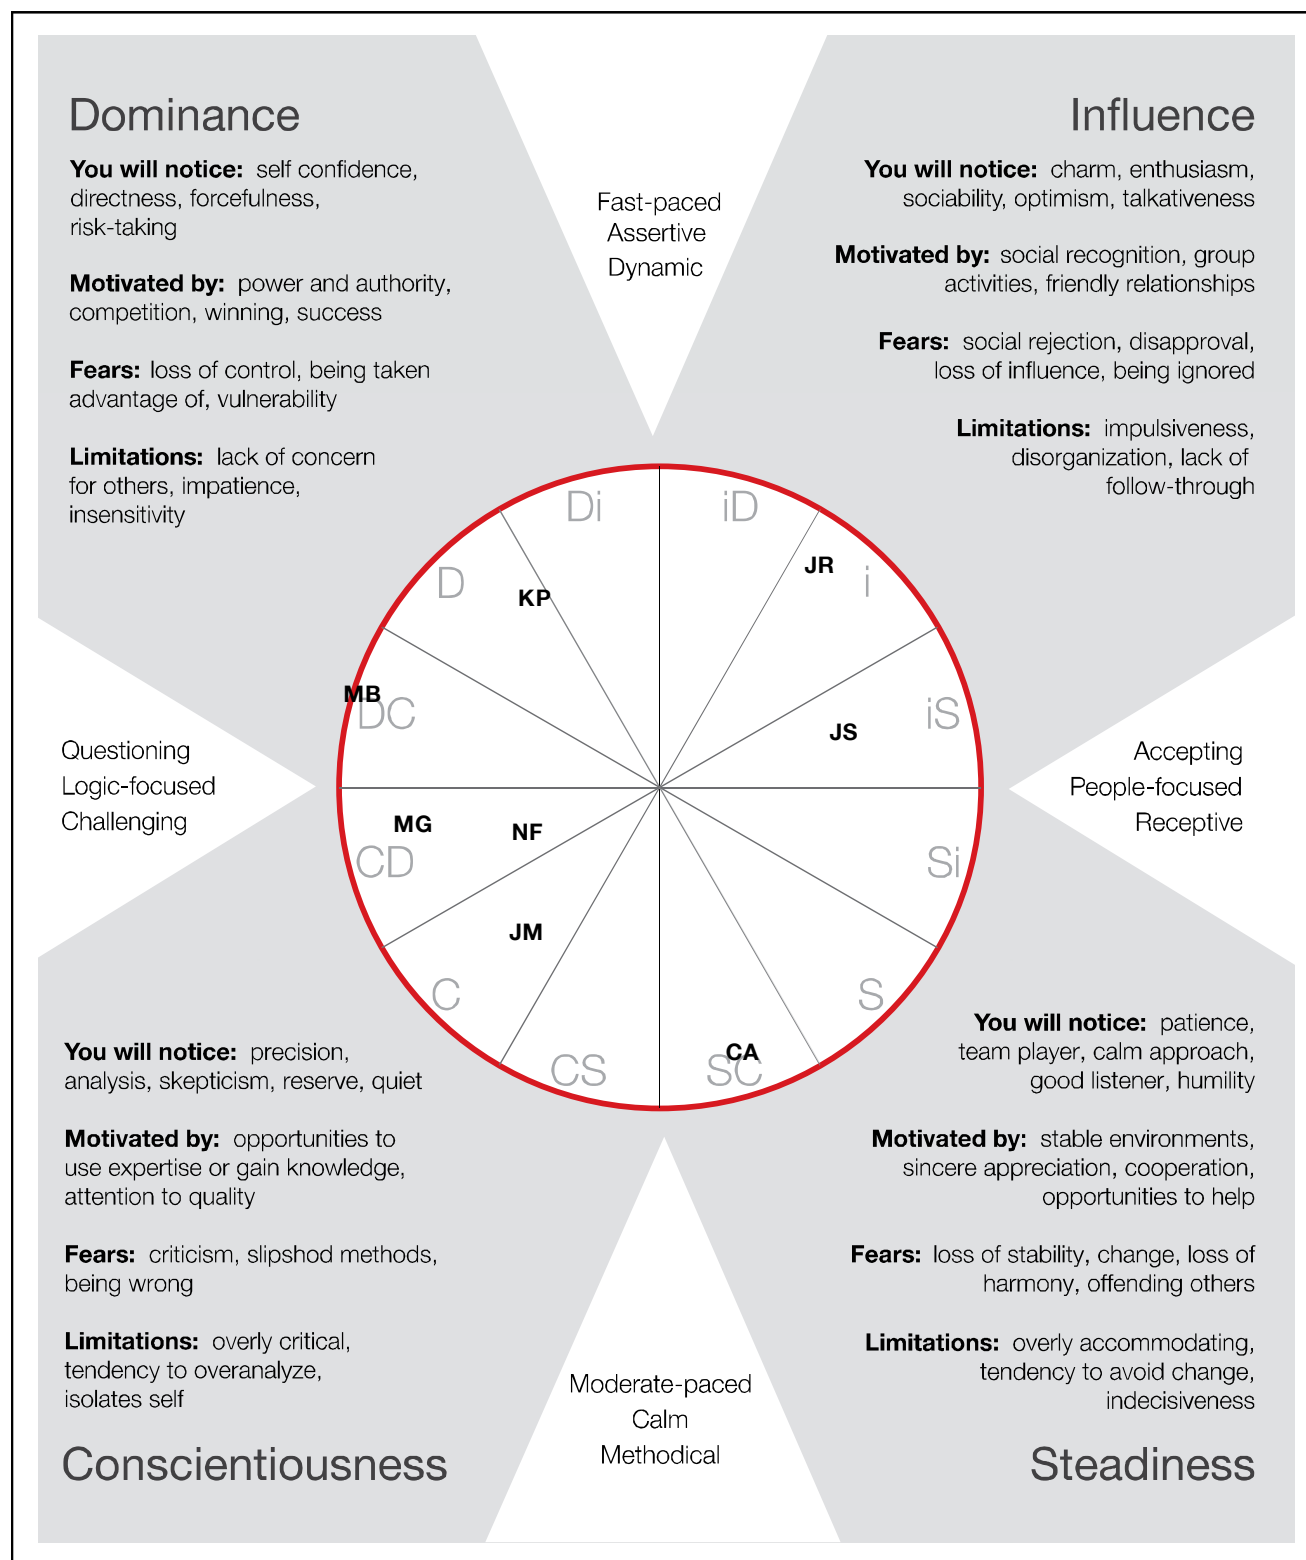 Dominance
You will notice: self confidence,
directness, forcefulness,
risk-taking
Motivated by: power and authority,
competition, winning, success
Fears: loss of control, being taken
advantage of, vulnerability
Limitations: lack of concern
for others, impatience,
insensitivity
Fast-paced
Assertive
Dynamic
Influence
You will notice: charm, enthusiasm,
sociability, optimism, talkativeness
Motivated by: social recognition, group
activities, friendly relationships
Fears: social rejection, disapproval,
loss of influence, being ignored
Limitations: impulsiveness,
disorganization, lack of
follow-through
Di
iD
D
KP
JR
i
MB
DC
JS
iS
Questioning
Logic-focused
Challenging
Accepting
People-focused
Receptive
MG
NF
CD
Si
JM
C
S
CS
CA
SC
You will notice: precision,
analysis, skepticism, reserve, quiet
Motivated by: opportunities to
use expertise or gain knowledge,
attention to quality
Fears: criticism, slipshod methods,
being wrong
Limitations: overly critical,
tendency to overanalyze,
isolates self
Conscientiousness
Moderate-paced
Calm
Methodical
You will notice: patience,
team player, calm approach,
good listener, humility
Motivated by: stable environments,
sincere appreciation, cooperation,
opportunities to help
Fears: loss of stability, change, loss of
harmony, offending others
Limitations: overly accommodating,
tendency to avoid change,
indecisiveness
Steadiness